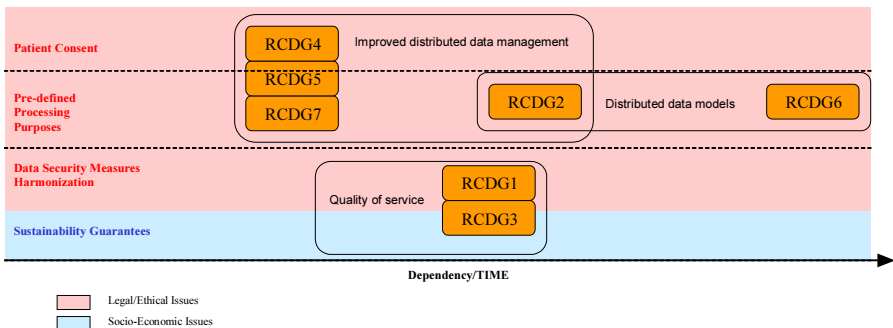 Patient Consent
RCDG4
Improved distributed data management
RCDG5
Pre-defined
Processing
Purposes
RCDG7
RCDG2
Distributed data models
RCDG6
Data Security Measures
Harmonization
Quality of service
RCDG1
RCDG3
Sustainability Guarantees
Dependency/TIME
Legal/Ethical Issues
Socio-Economic Issues